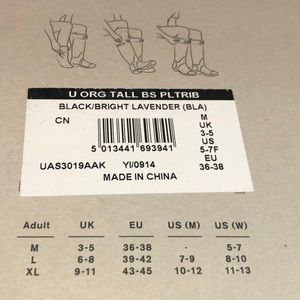 U ORG TALL BS PLTRIB
BLACK/BRIGHT LAVENDER (BLA)
CN
M
UK
3-5
US
5-7F
EU
36-38
5 013441 693941
UAS3019AAK YI/0914
MADE IN CHINA
Adult UK EU US (M) US (W)
M 3-5 36-38 - 5-7
L 6-8 39-42 7-9 8-10
XL 9-11 43-45 10-12 11-13